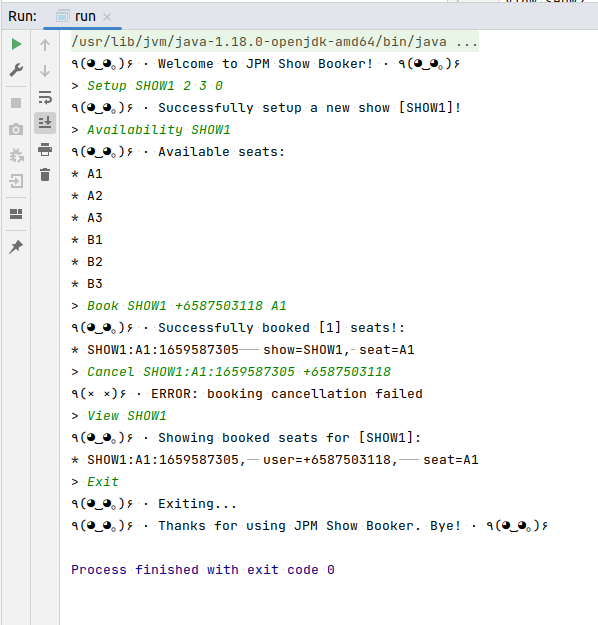 Run: run
/usr/lib/jvm/java-1.18.0-openjdk-amd64/bin/java ...
٩(◕‿◕｡)۶ · Welcome to JPM Show Booker! · ٩(◕‿◕｡)۶
> Setup SHOW1 2 3 0
٩(◕‿◕｡)۶ · Successfully setup a new show [SHOW1]!
> Availability SHOW1
٩(◕‿◕｡)۶ · Available seats:
* A1
* A2
* A3
* B1
* B2
* B3
> Book SHOW1 +6587503118 A1
٩(◕‿◕｡)۶ · Successfully booked [1] seats!:
* SHOW1:A1:1659587305 show=SHOW1, seat=A1
> Cancel SHOW1:A1:1659587305 +6587503118
٩(× ×)۶ · ERROR: booking cancellation failed
> View SHOW1
٩(◕‿◕｡)۶ · Showing booked seats for [SHOW1]:
* SHOW1:A1:1659587305, user=+6587503118, seat=A1
> Exit
٩(◕‿◕｡)۶ · Exiting...
٩(◕‿◕｡)۶ · Thanks for using JPM Show Booker. Bye! · ٩(◕‿◕｡)۶
Process finished with exit code 0